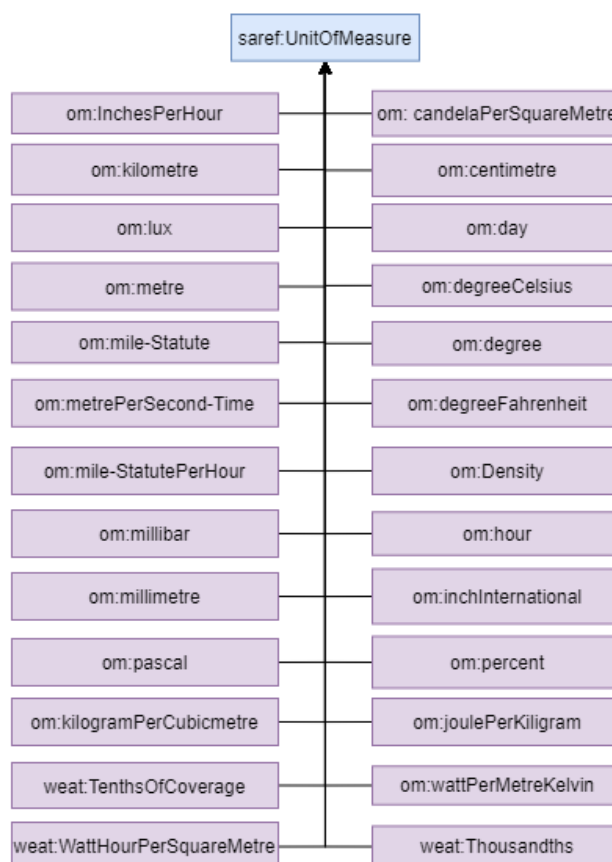 saref:UnitOfMeasure
om:InchesPerHour
om: candelaPerSquareMetre
om:kilometre
om:centimetre
om:lux
om:day
om:metre
om:degreeCelsius
om:mile-Statute
om:degree
om:metrePerSecond-Time
om:degreeFahrenheit
om:mile-StatutePerHour
om:Density
om:millibar
om:hour
om:millimetre
om:inchInternational
om:pascal
om:percent
om:kilogramPerCubicmetre
om:joulePerKiligram
weat:TenthsOfCoverage
om:wattPerMetreKelvin
weat:WattHourPerSquareMetre
weat:Thousandths